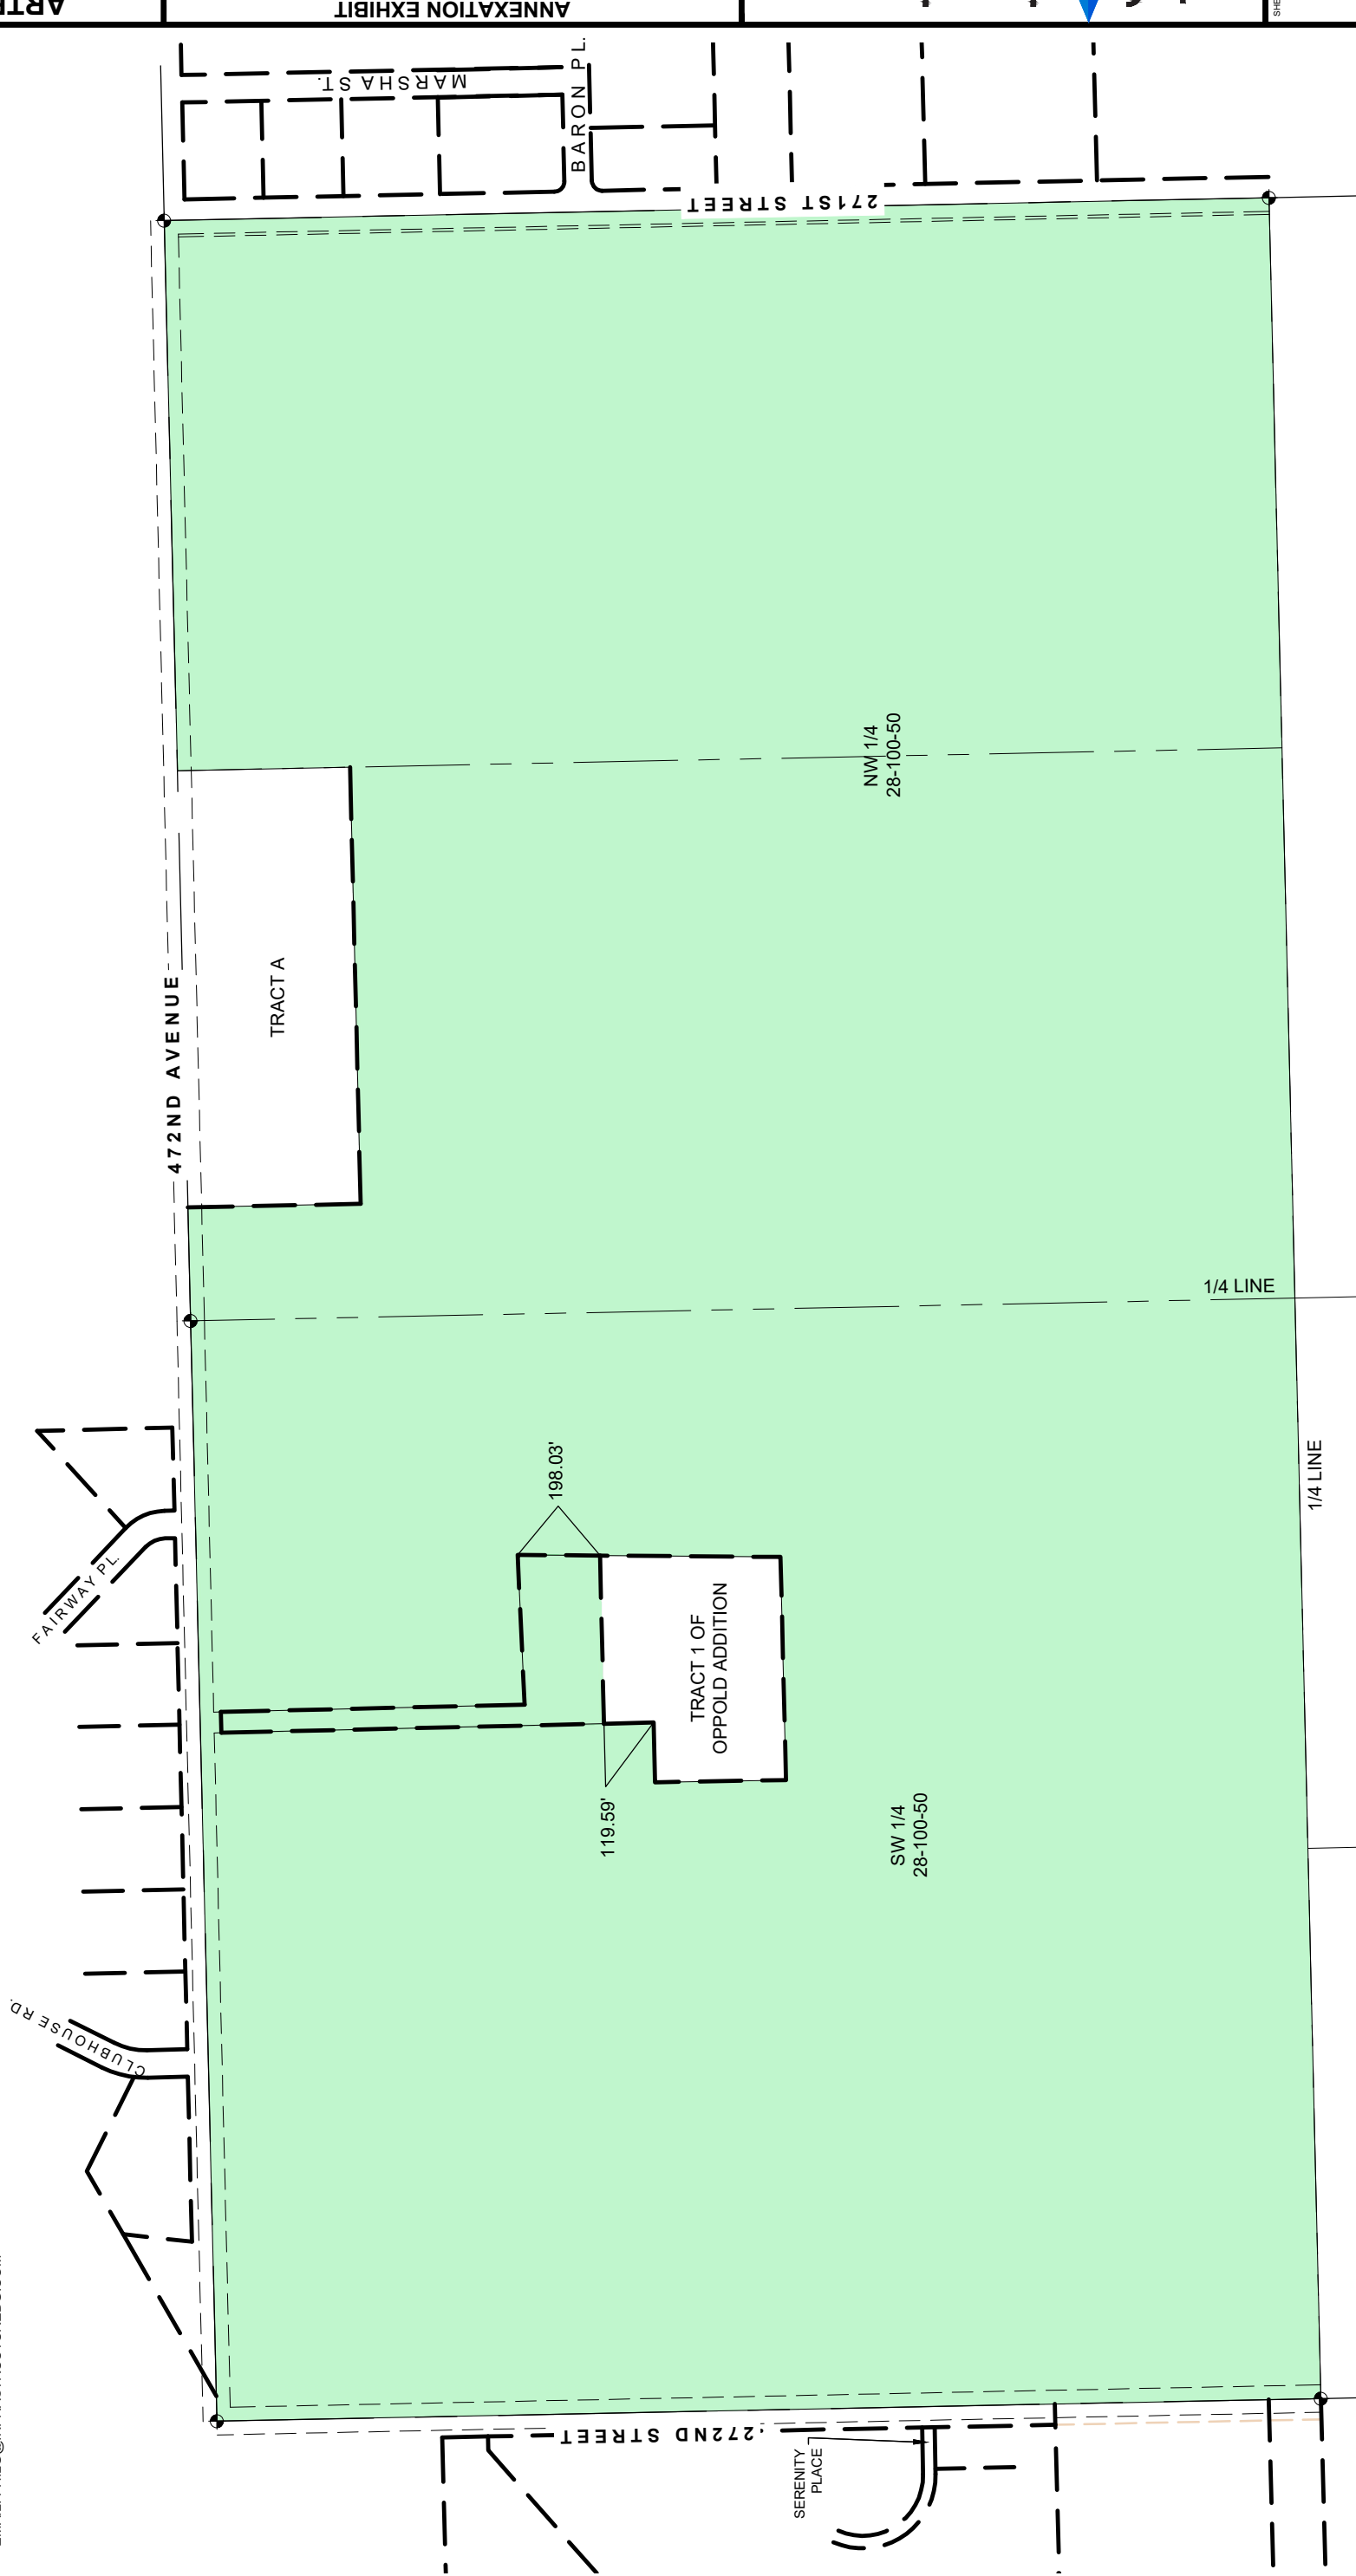 ANNEXATION EXHIBIT
MARSHA ST.
BARON PL.
271ST STREET
NW 1/4
28-100-50
472ND AVENUE
TRACT A
1/4 LINE
1/4 LINE
198.03'
FAIRWAY PL.
TRACT 1 OF
OPPOLD ADDITION
119.59'
SW 1/4
28-100-50
CLUBHOUSE RD.
272ND STREET
SERENITY
PLACE